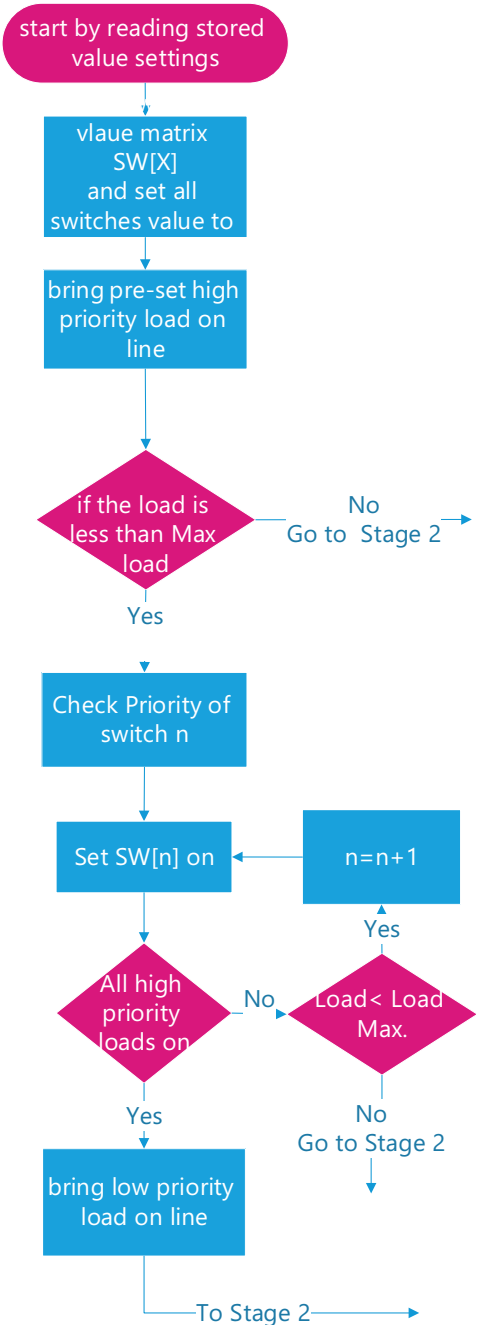 start by reading stored
value settings
vlaue matrix
SW[X]
and set all
switches value to
bring pre-set high
priority load on
line
if the load is
less than Max
load
No
Go to Stage 2
Yes
Check Priority of
switch n
Set SW[n] on
n=n+1
Yes
All high
priority
loads on
No
Load< Load
Max.
Yes
No
Go to Stage 2
bring low priority
load on line
To Stage 2